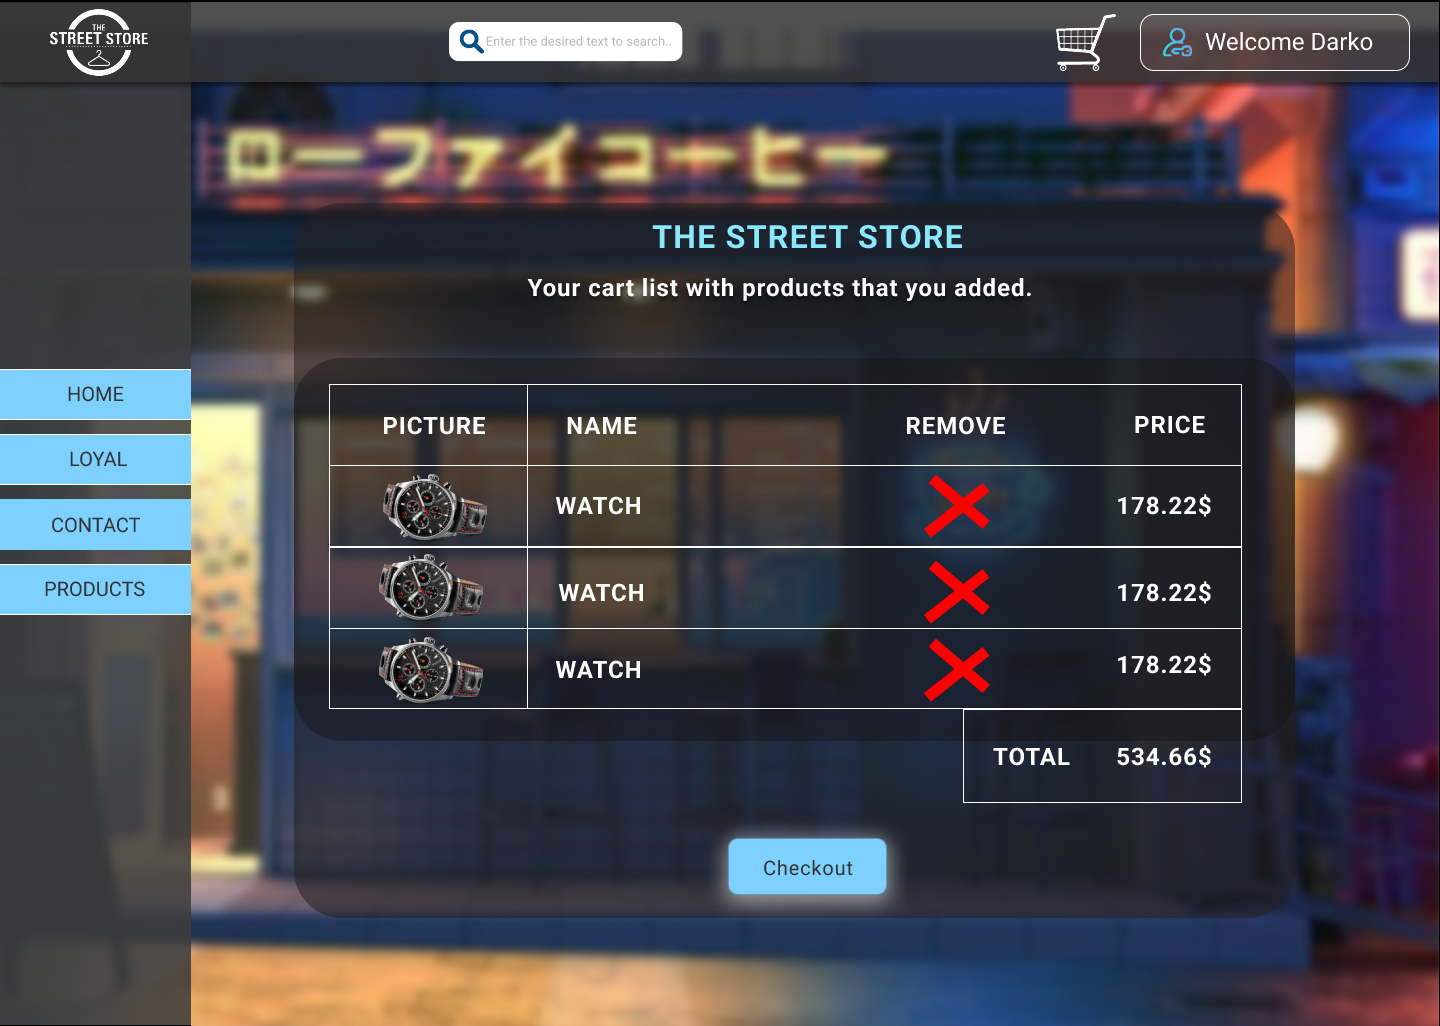 THE
STREET STORE
Enter the desired text to search..
Welcome Darko
ローファイコーヒー
THE STREET STORE
Your cart list with products that you added.
HOME
LOYAL
CONTACT
PRODUCTS
PICTURE NAME REMOVE PRICE
WATCH 178.22$
WATCH 178.22$
WATCH 178.22$
TOTAL 534.66$
Checkout